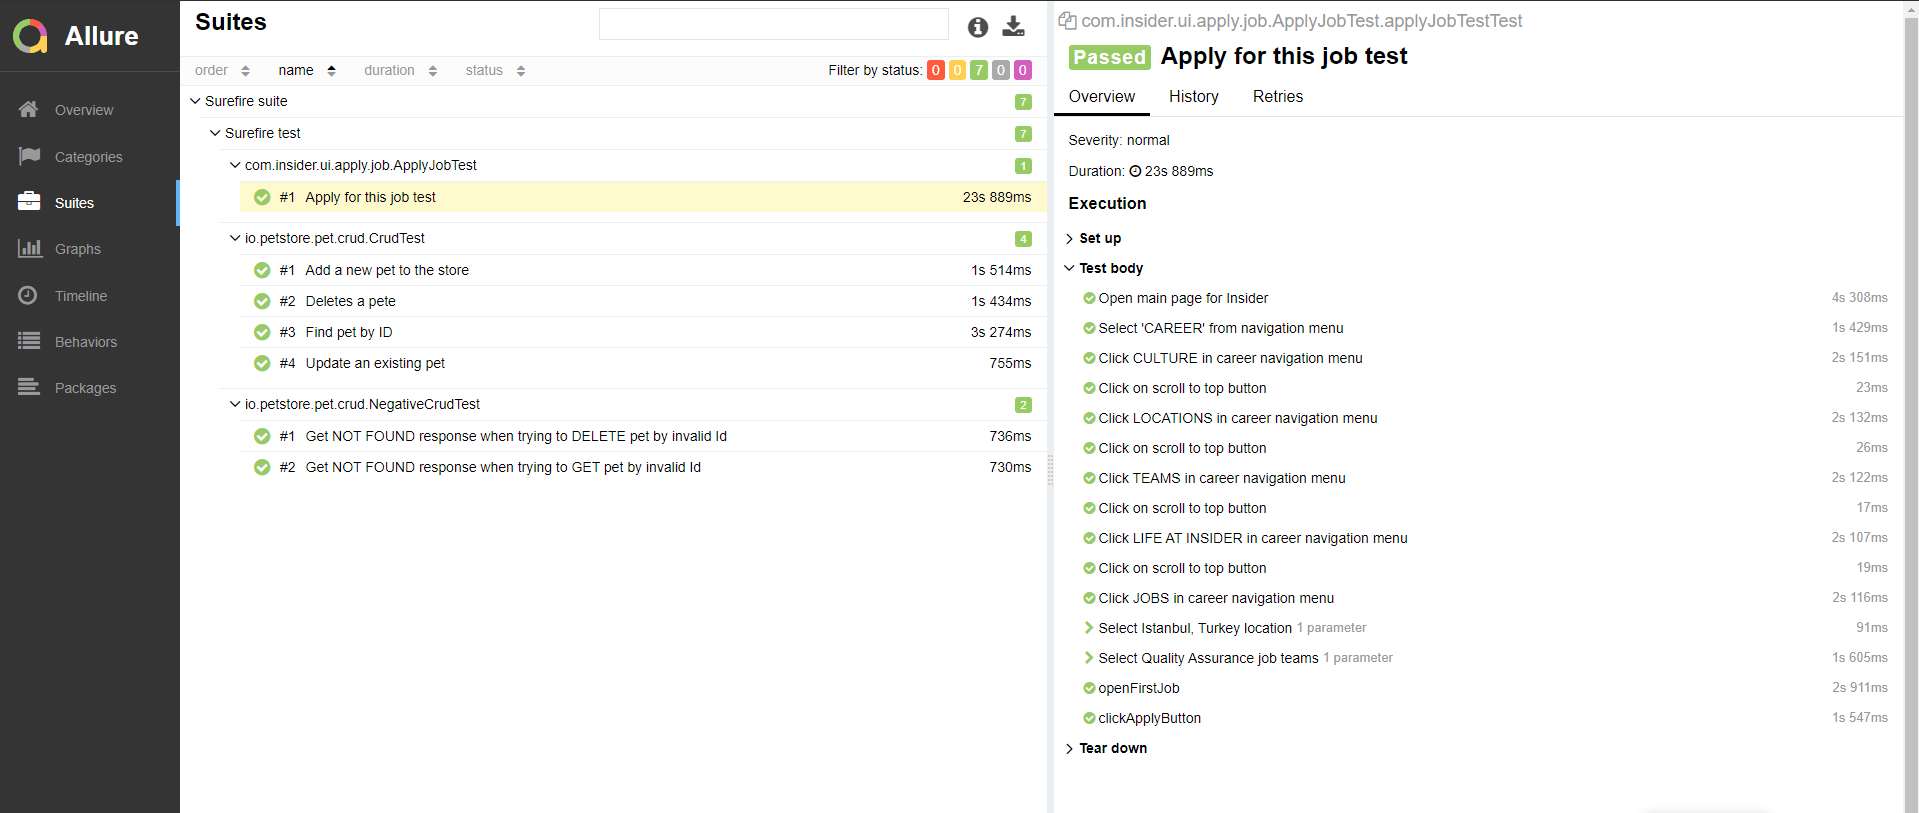 Allure
Overview
Categories
Suites
Graphs
Timeline
Behaviors
Packages
Suites
order name duration status Filter by status: 0 0 7 0 0
Surefire suite 7
Surefire test 7
com.insider.ui.apply.job.ApplyJobTest 1
#1 Apply for this job test 23s 889ms
io.petstore.pet.crud.CrudTest 4
#1 Add a new pet to the store 1s 514ms
#2 Deletes a pete 1s 434ms
#3 Find pet by ID 3s 274ms
#4 Update an existing pet 755ms
io.petstore.pet.crud.NegativeCrudTest 2
#1 Get NOT FOUND response when trying to DELETE pet by invalid Id 736ms
#2 Get NOT FOUND response when trying to GET pet by invalid Id 730ms
com.insider.ui.apply.job.ApplyJobTest.applyJobTestTest
Passed Apply for this job test
Overview History Retries
Severity: normal
Duration: 23s 889ms
Execution
Set up
Test body
Open main page for Insider 4s 308ms
Select 'CAREER' from navigation menu 1s 429ms
Click CULTURE in career navigation menu 2s 151ms
Click on scroll to top button 23ms
Click LOCATIONS in career navigation menu 2s 132ms
Click on scroll to top button 26ms
Click TEAMS in career navigation menu 2s 122ms
Click on scroll to top button 17ms
Click LIFE AT INSIDER in career navigation menu 2s 107ms
Click on scroll to top button 19ms
Click JOBS in career navigation menu 2s 116ms
Select Istanbul, Turkey location 1 parameter 91ms
Select Quality Assurance job teams 1 parameter 1s 605ms
openFirstJob 2s 911ms
clickApplyButton 1s 547ms
Tear down